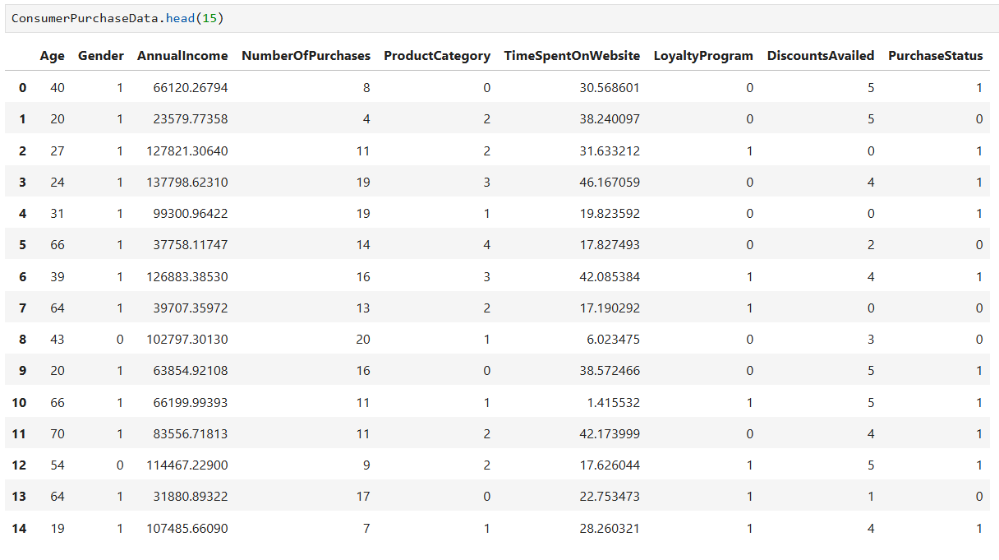 ConsumerPurchaseData.head(15)
Age Gender AnnualIncome NumberOfPurchases ProductCategory TimeSpentOnWebsite LoyaltyProgram DiscountsAvailed PurchaseStatus
0 40 1 66120.26794 8 0 30.568601 0 5 1
1 20 1 23579.77358 4 2 38.240097 0 5 0
2 27 1 127821.30640 11 2 31.633212 1 0 1
3 24 1 137798.62310 19 3 46.167059 0 4 1
4 31 1 99300.96422 19 1 19.823592 0 0 1
5 66 1 37758.11747 14 4 17.827493 0 2 0
6 39 1 126883.38530 16 3 42.085384 1 4 1
7 64 1 39707.35972 13 2 17.190292 1 0 0
8 43 0 102797.30130 20 1 6.023475 0 3 0
9 20 1 63854.92108 16 0 38.572466 0 5 1
10 66 1 66199.99393 11 1 1.415532 1 5 1
11 70 1 83556.71813 11 2 42.173999 0 4 1
12 54 0 114467.22900 9 2 17.626044 1 5 1
13 64 1 31880.89322 17 0 22.753473 1 1 0
14 19 1 107485.66090 7 1 28.260321 1 4 1